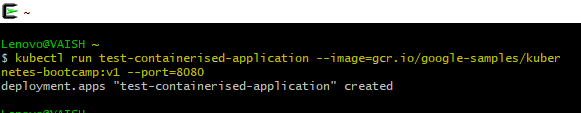 ~
Lenovo@VAISH ~
$ kubectl run test-containerised-application --image=gcr.io/google-samples/kuber
netes-bootcamp:v1 --port=8080
deployment.apps "test-containerised-application" created
Lenovo@VAISH ~